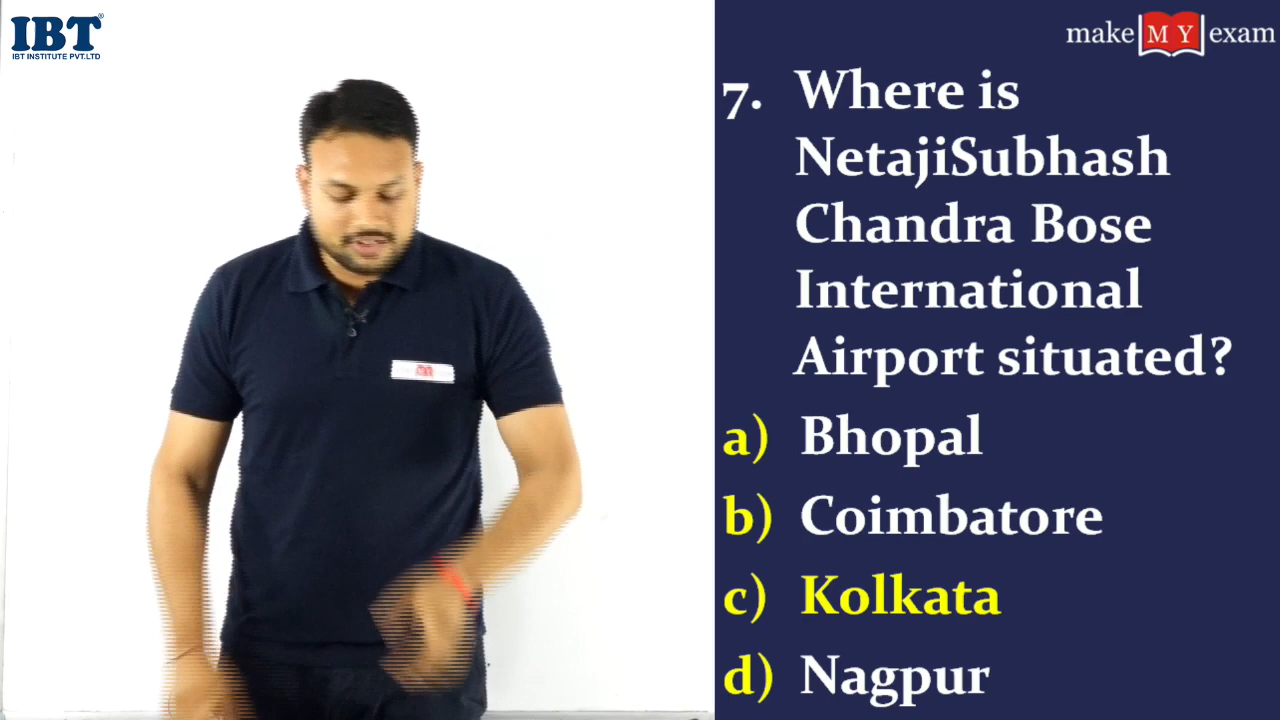 IBT
IBT INSTITUTE PVT.LTD
make MY exam
7. Where is
NetajiSubhash
Chandra Bose
International
Airport situated?
a) Bhopal
b) Coimbatore
c) Kolkata
d) Nagpur
MY